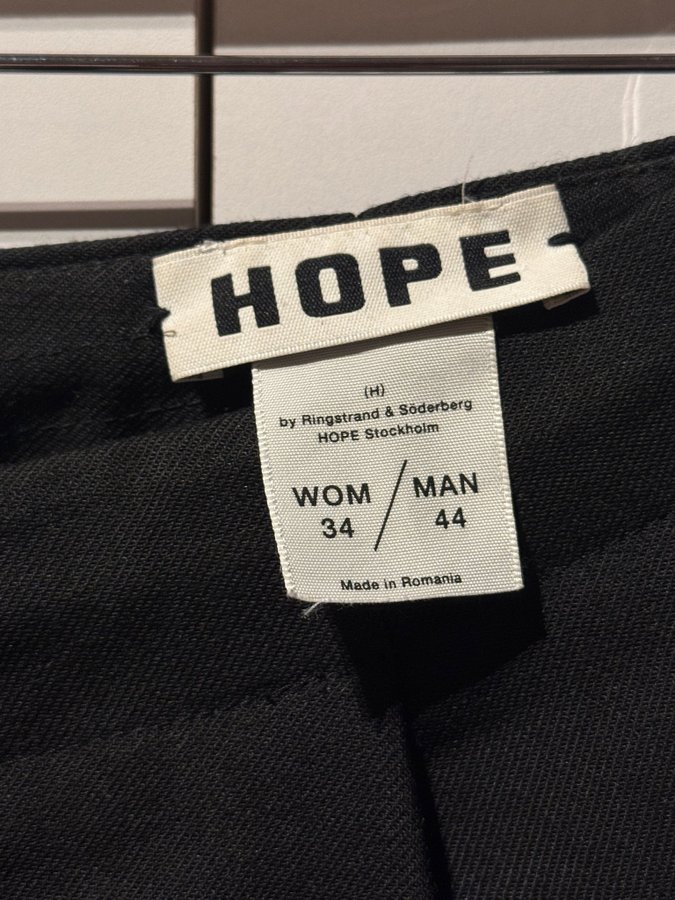 HOPE
(H)
by Ringstrand & Söderberg
HOPE Stockholm
WOM / MAN
34 44
Made in Romania